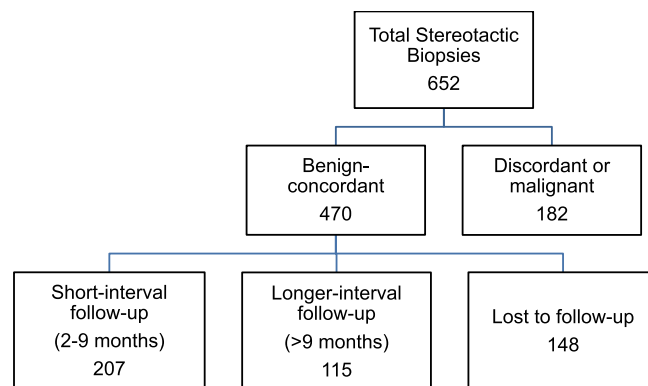 Total Stereotactic
Biopsies
652
Benign-
concordant
470
Discordant or
malignant
182
Short-interval
follow-up
(2-9 months)
207
Longer-interval
follow-up
(>9 months)
115
Lost to follow-up
148